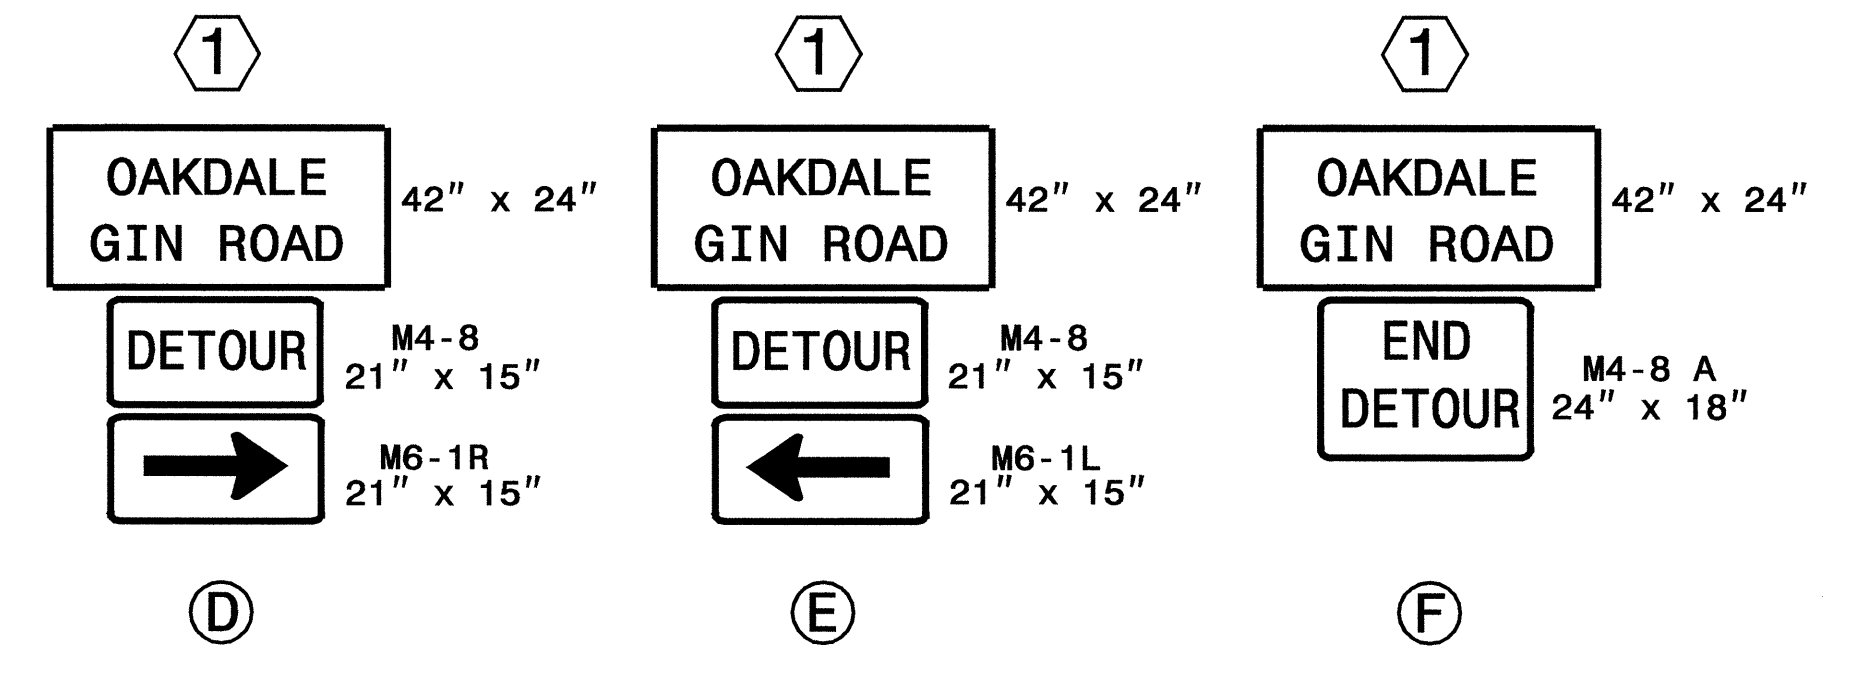 1
OAKDALE
GIN ROAD
42" x 24"
DETOUR
M4-8
21" x 15"
M6-1R
21" x 15"
D
1
OAKDALE
GIN ROAD
42" x 24"
DETOUR
M4-8
21" x 15"
M6-1L
21" x 15"
E
1
OAKDALE
GIN ROAD
42" x 24"
END
DETOUR
M4-8 A
24" x 18"
F